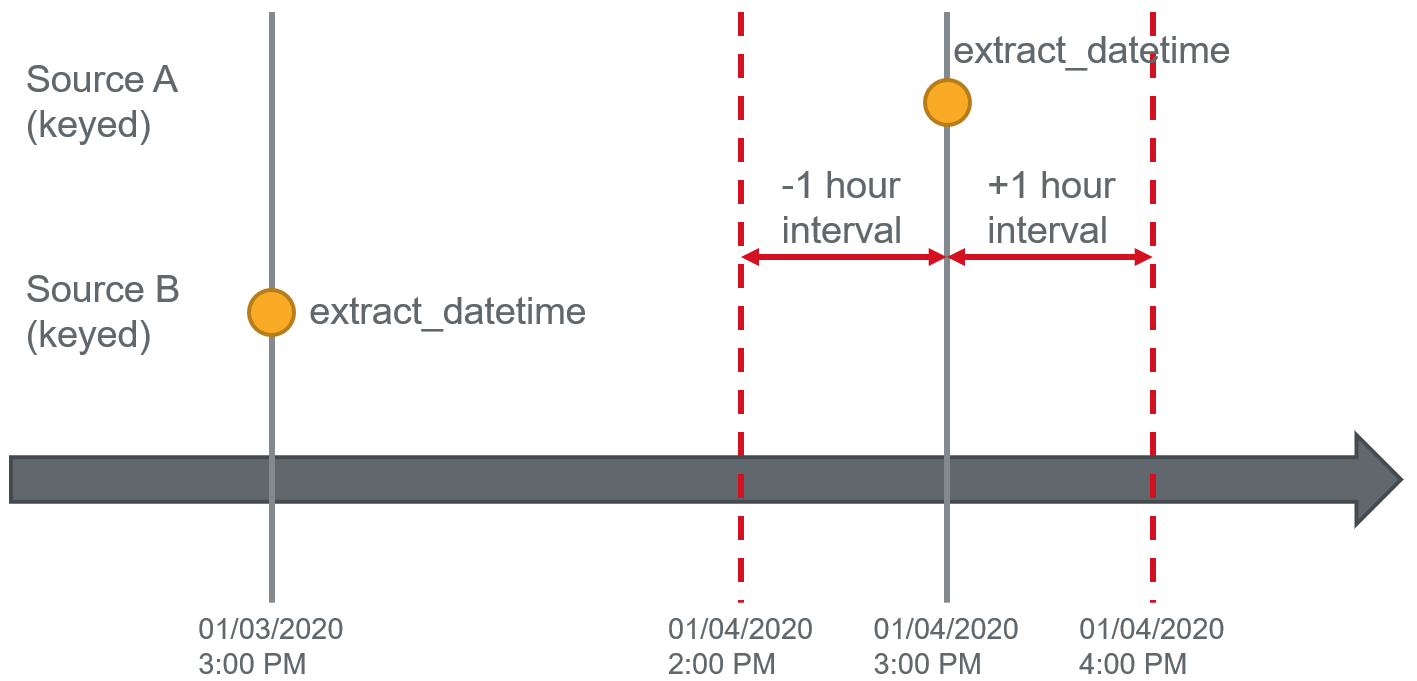 extract_datetime
Source A
(keyed)
-1 hour
interval
+1 hour
interval
Source B
(keyed)
extract_datetime
01/03/2020
3:00 PM
01/04/2020
2:00 PM
01/04/2020
3:00 PM
01/04/2020
4:00 PM